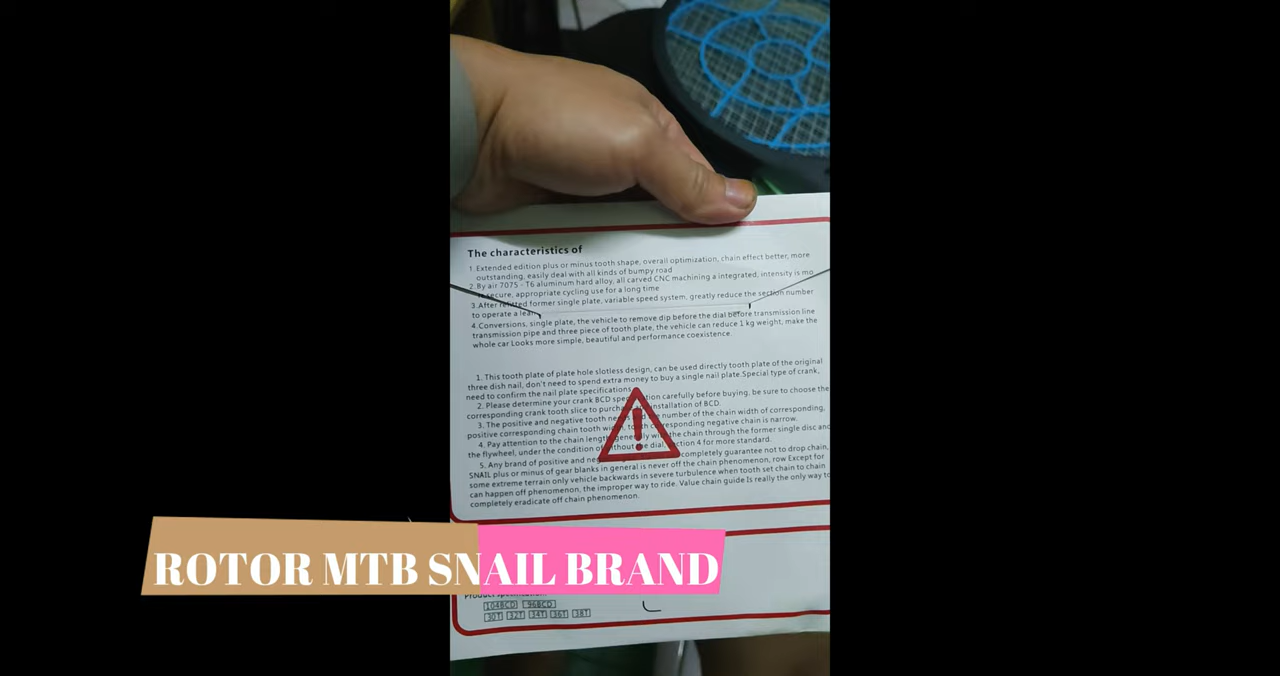 The characteristics of
1.Extended edition plus or minus tooth shape, overall optimization, chain effect better, more
outstanding, easily deal with all kinds of bumpy road
2.By air 7075 - T6 aluminum hard alloy, all carved CNC machining a integrated, intensity is mo
secure, appropriate cycling use for a long time
3.After refitted former single plate, variable speed system, greatly reduce the section number
to operate a
4.Conversions, single plate, the vehicle to remove dip before the dial before transmission line
transmission pipe and three piece of tooth plate, the vehicle can reduce 1 kg weight, make the
whole car Looks more simple, beautiful and performance coexistence.
1. This tooth plate of plate hole slotless design, can be used directly tooth plate of the original
three dish nail, don't need to spend extra money to buy a single nail plate.Special type of crank,
need to confirm the nail plate specifications
2. Please determine your crank BCD carefully before buying, be sure to choose the
corresponding crank tooth slice to installation of BCD.
3. The positive and negative tooth number of the chain width of corresponding,
positive corresponding chain tooth corresponding negative chain is narrow.
4. Pay attention to the chain the chain through the former single disc and
the flywheel, under the condition of the 4 for more standard.
5. Any brand of positive and completely guarantee not to drop chain,
SNAIL plus or minus of gear blanks in general is never off the chain phenomenon, row Except for
some extreme terrain only vehicle backwards in severe turbulence when tooth set chain to chain
can happen off phenomenon, the improper way to ride. Value chain guide Is really the only way to
completely eradicate off chain phenomenon.
ROTOR MTB SNAIL BRAND
Product
104BCD 96BCD
30T 32T 34T 36T 38T